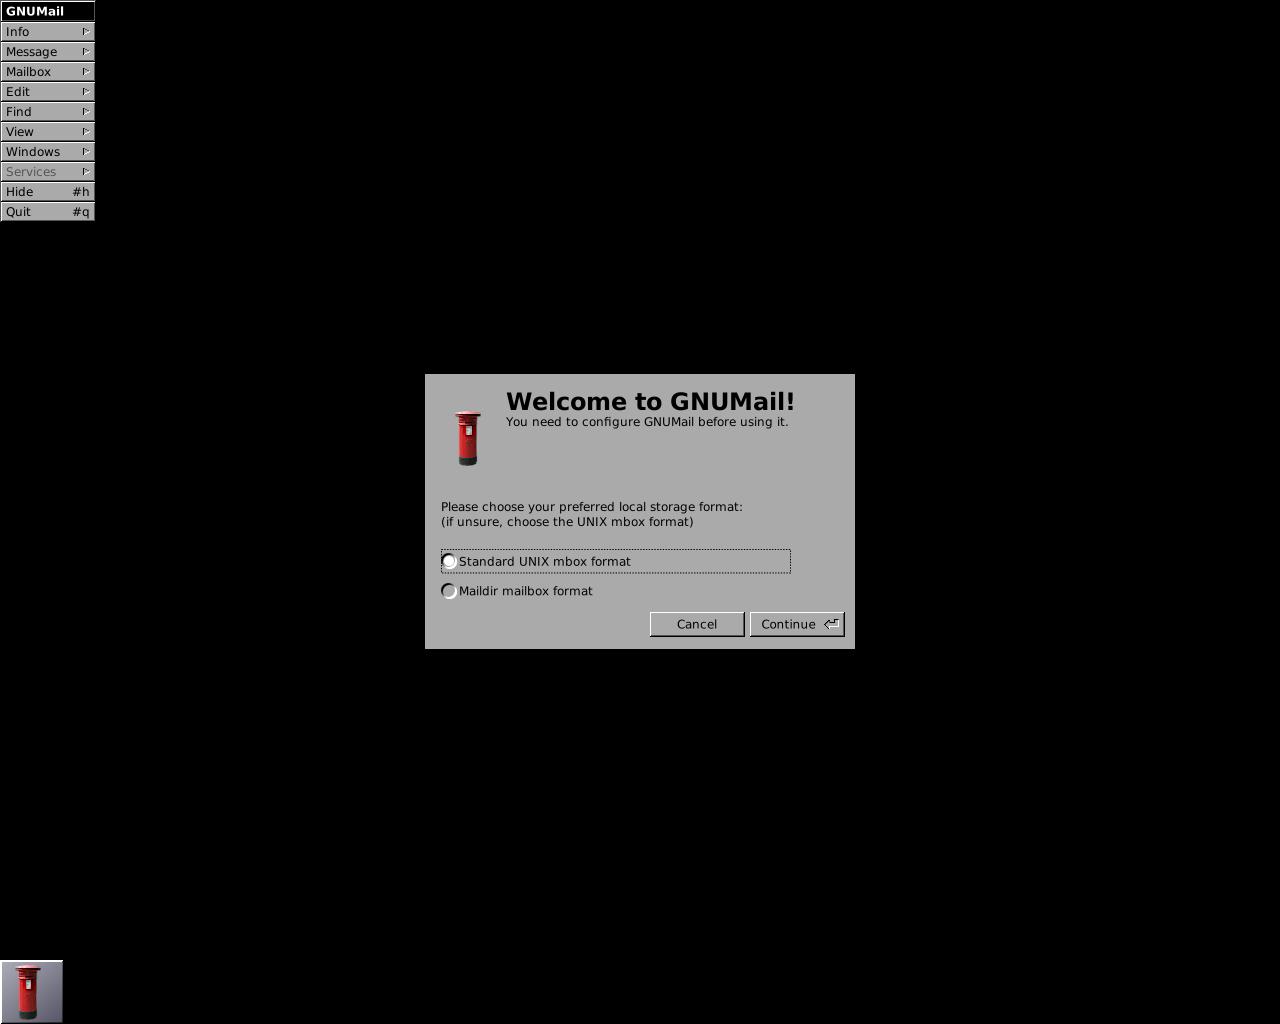 GNUMail
Info
Message
Mailbox
Edit
Find
View
Windows
Services
Hide #h
Quit #q
Welcome to GNUMail!
You need to configure GNUMail before using it.
Please choose your preferred local storage format:
(if unsure, choose the UNIX mbox format)
Standard UNIX mbox format
Maildir mailbox format
Cancel Continue